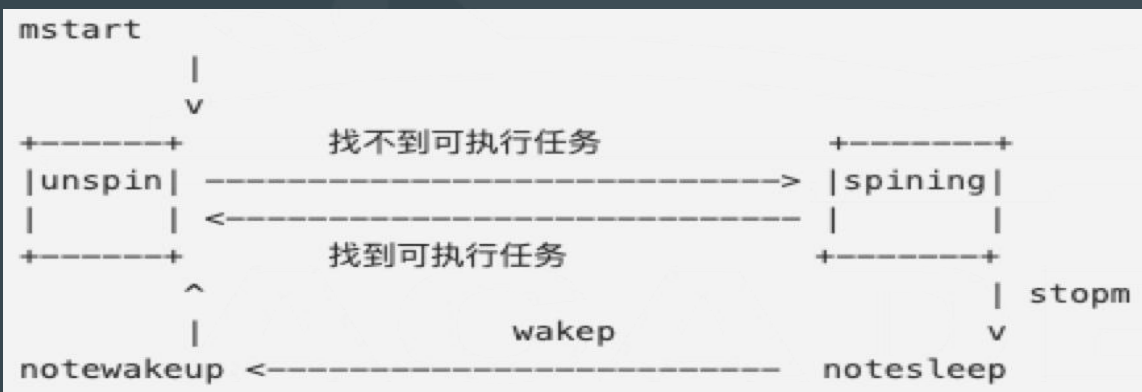 mstart
找不到可执行任务
unspin spining
找到可执行任务
stopm
wakep
notewakeup notesleep